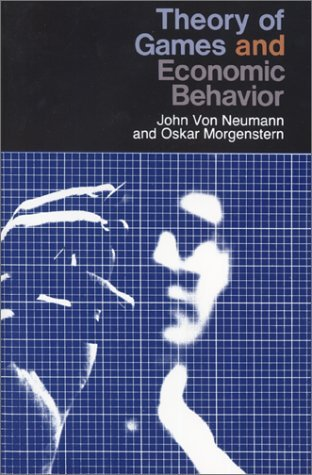 Theory of
Games and
Economic
Behavior
John Von Neumann
and Oskar Morgenstern